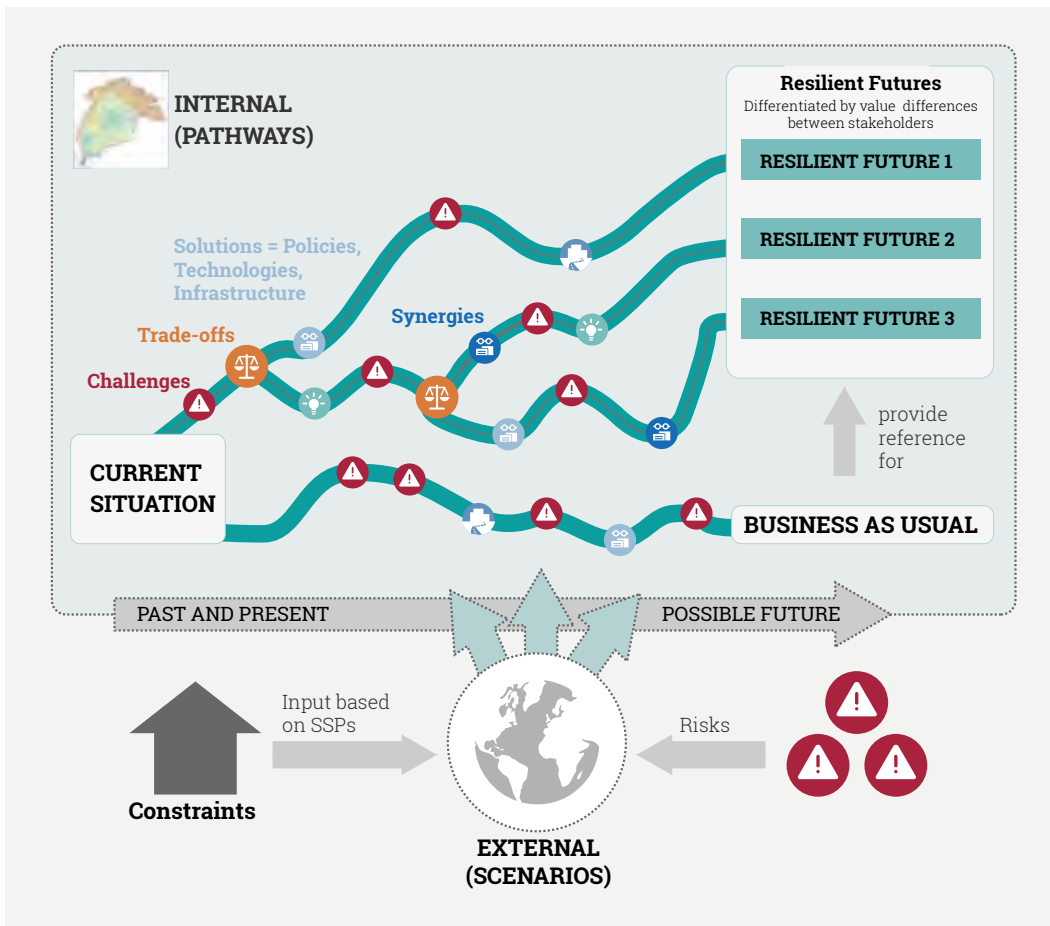 INTERNAL
(PATHWAYS)
Resilient Futures
Differentiated by value differences
between stakeholders
RESILIENT FUTURE 1
RESILIENT FUTURE 2
RESILIENT FUTURE 3
Solutions = Policies,
Technologies,
Infrastructure
Synergies
Trade-offs
Challenges
CURRENT
SITUATION
provide
reference
for
BUSINESS AS USUAL
PAST AND PRESENT
POSSIBLE FUTURE
Input based
on SSPs
Risks
Constraints
EXTERNAL
(SCENARIOS)